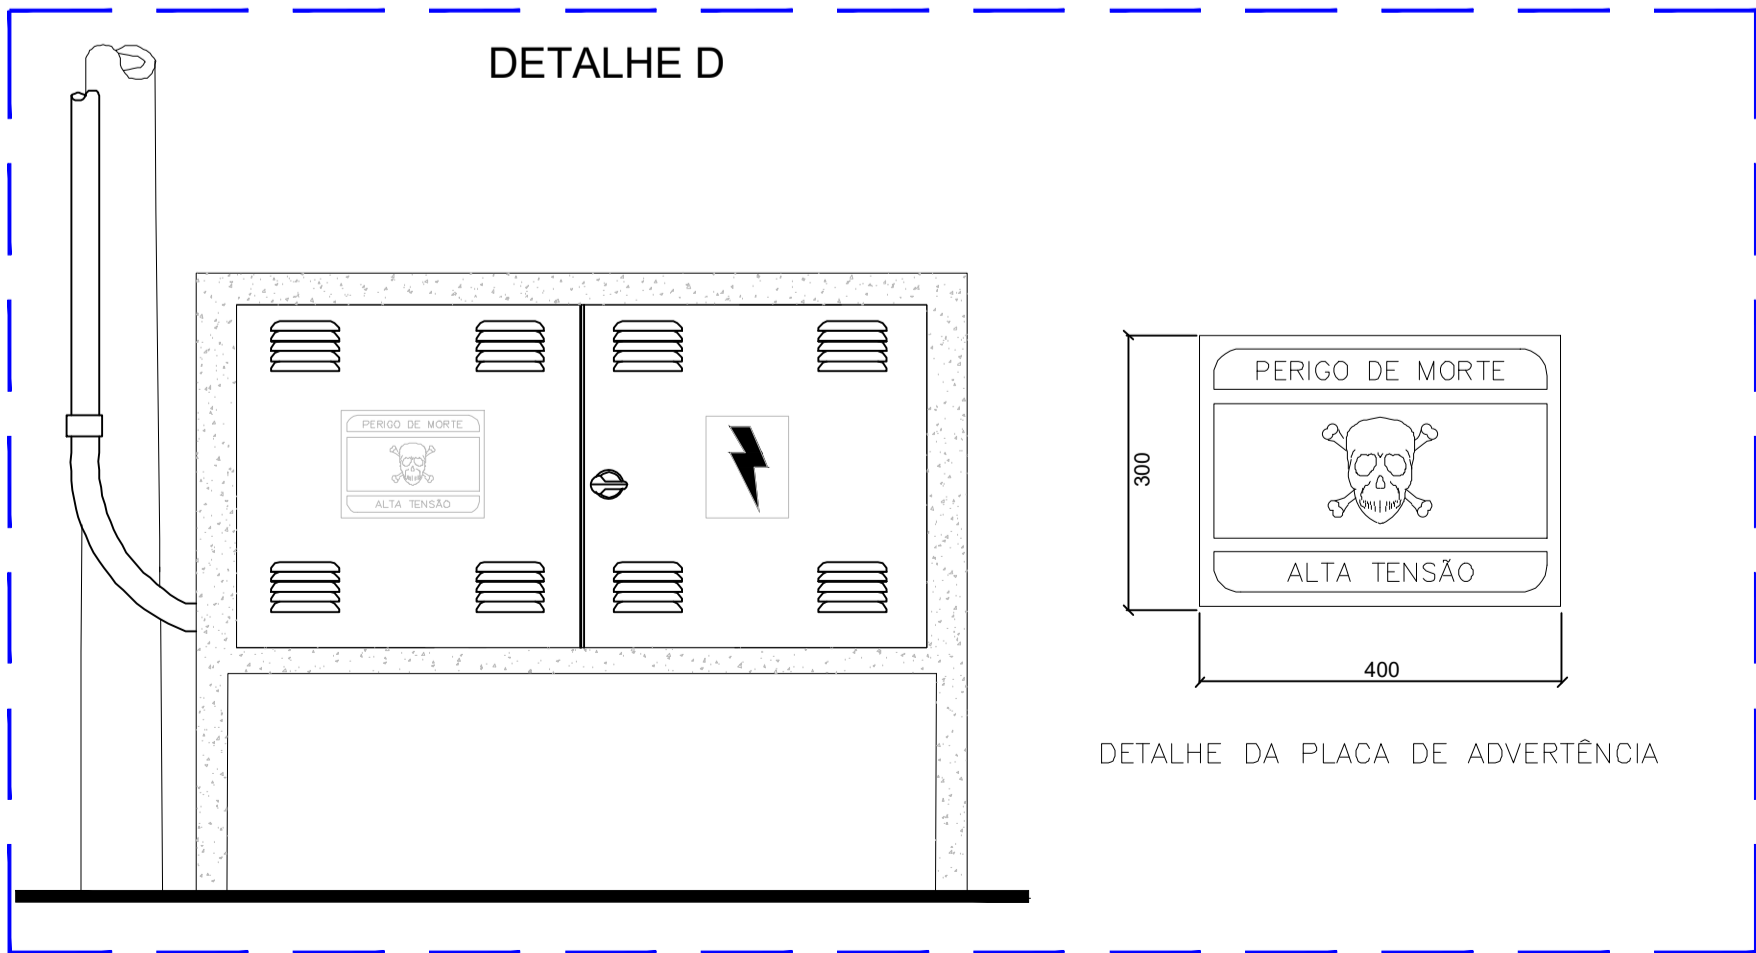 DETALHE D
PERIGO DE MORTE
ALTA TENSÃO
PERIGO DE MORTE
ALTA TENSÃO
300
400
DETALHE DA PLACA DE ADVERTÊNCIA